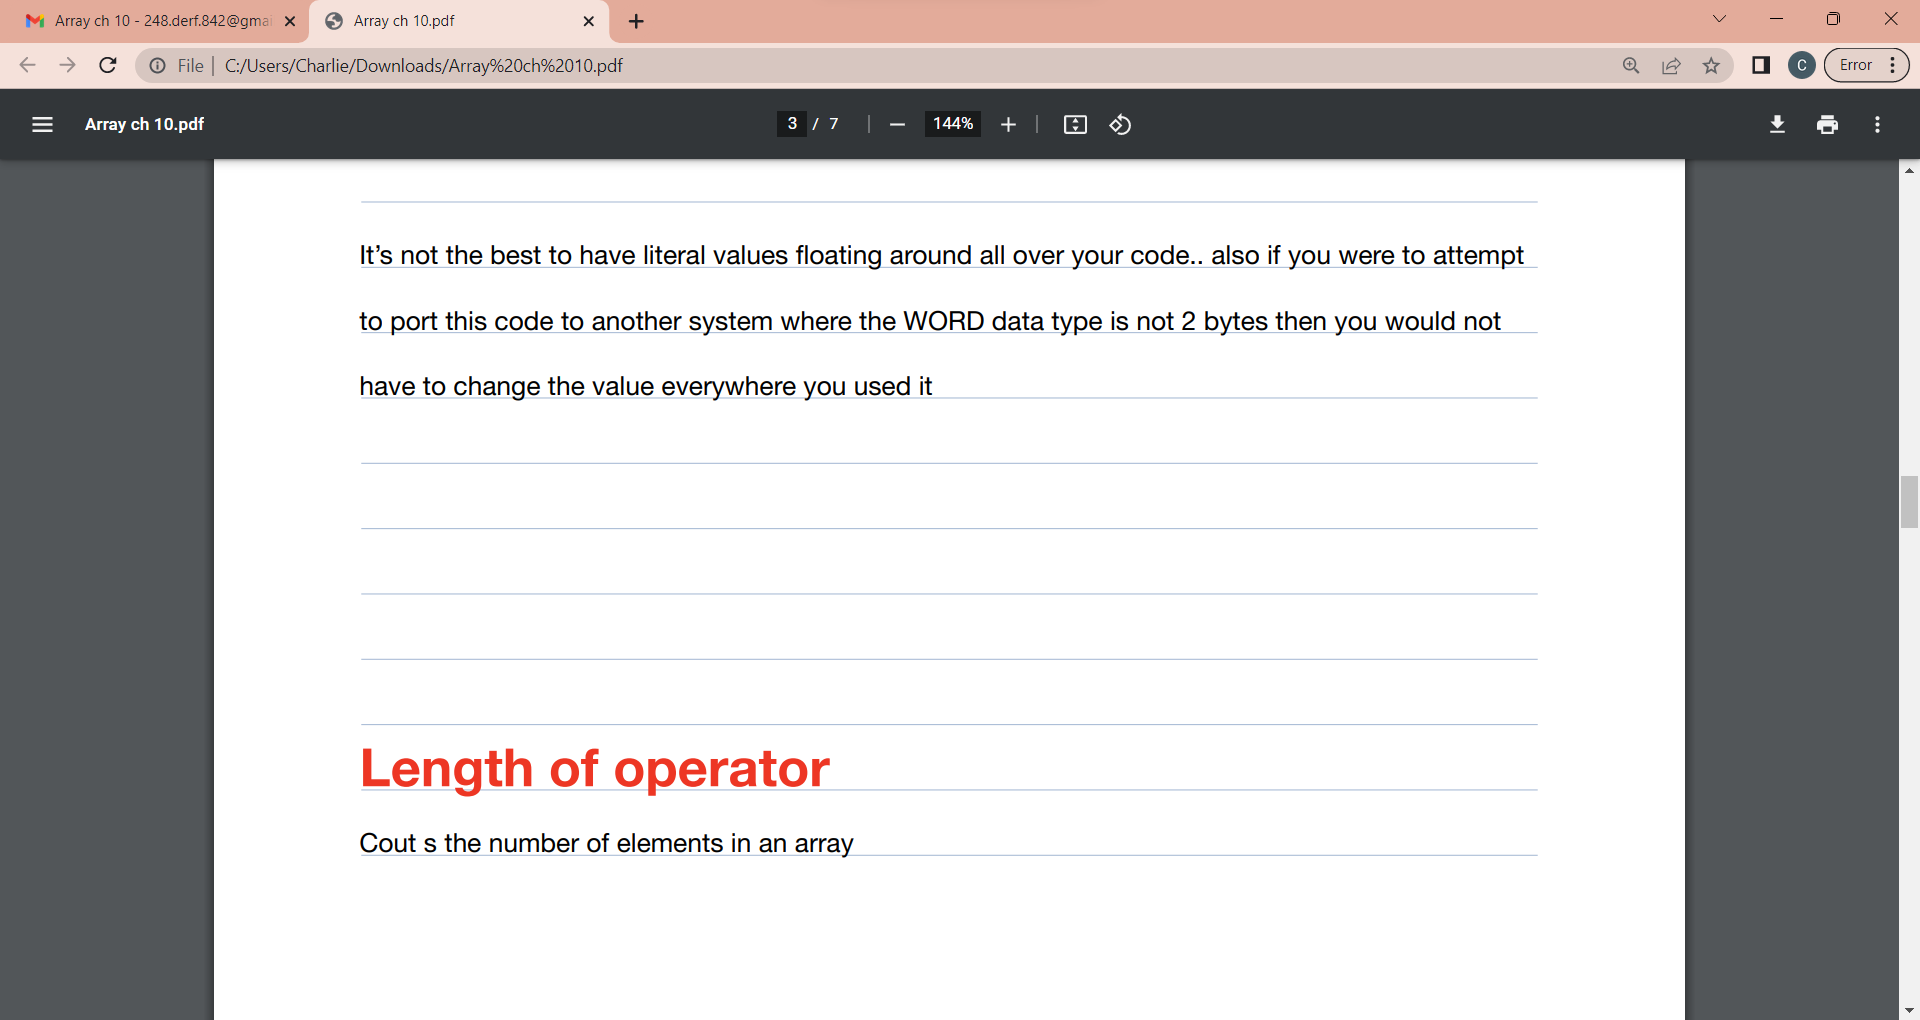 Array ch 10 - 248.derf.842@gmai
Array ch 10.pdf
File | C:/Users/Charlie/Downloads/Array%20ch%2010.pdf
C
Error
Array ch 10.pdf
3 / 7
144%
It’s not the best to have literal values floating around all over your code.. also if you were to attempt
to port this code to another system where the WORD data type is not 2 bytes then you would not
have to change the value everywhere you used it
Length of operator
Cout s the number of elements in an array